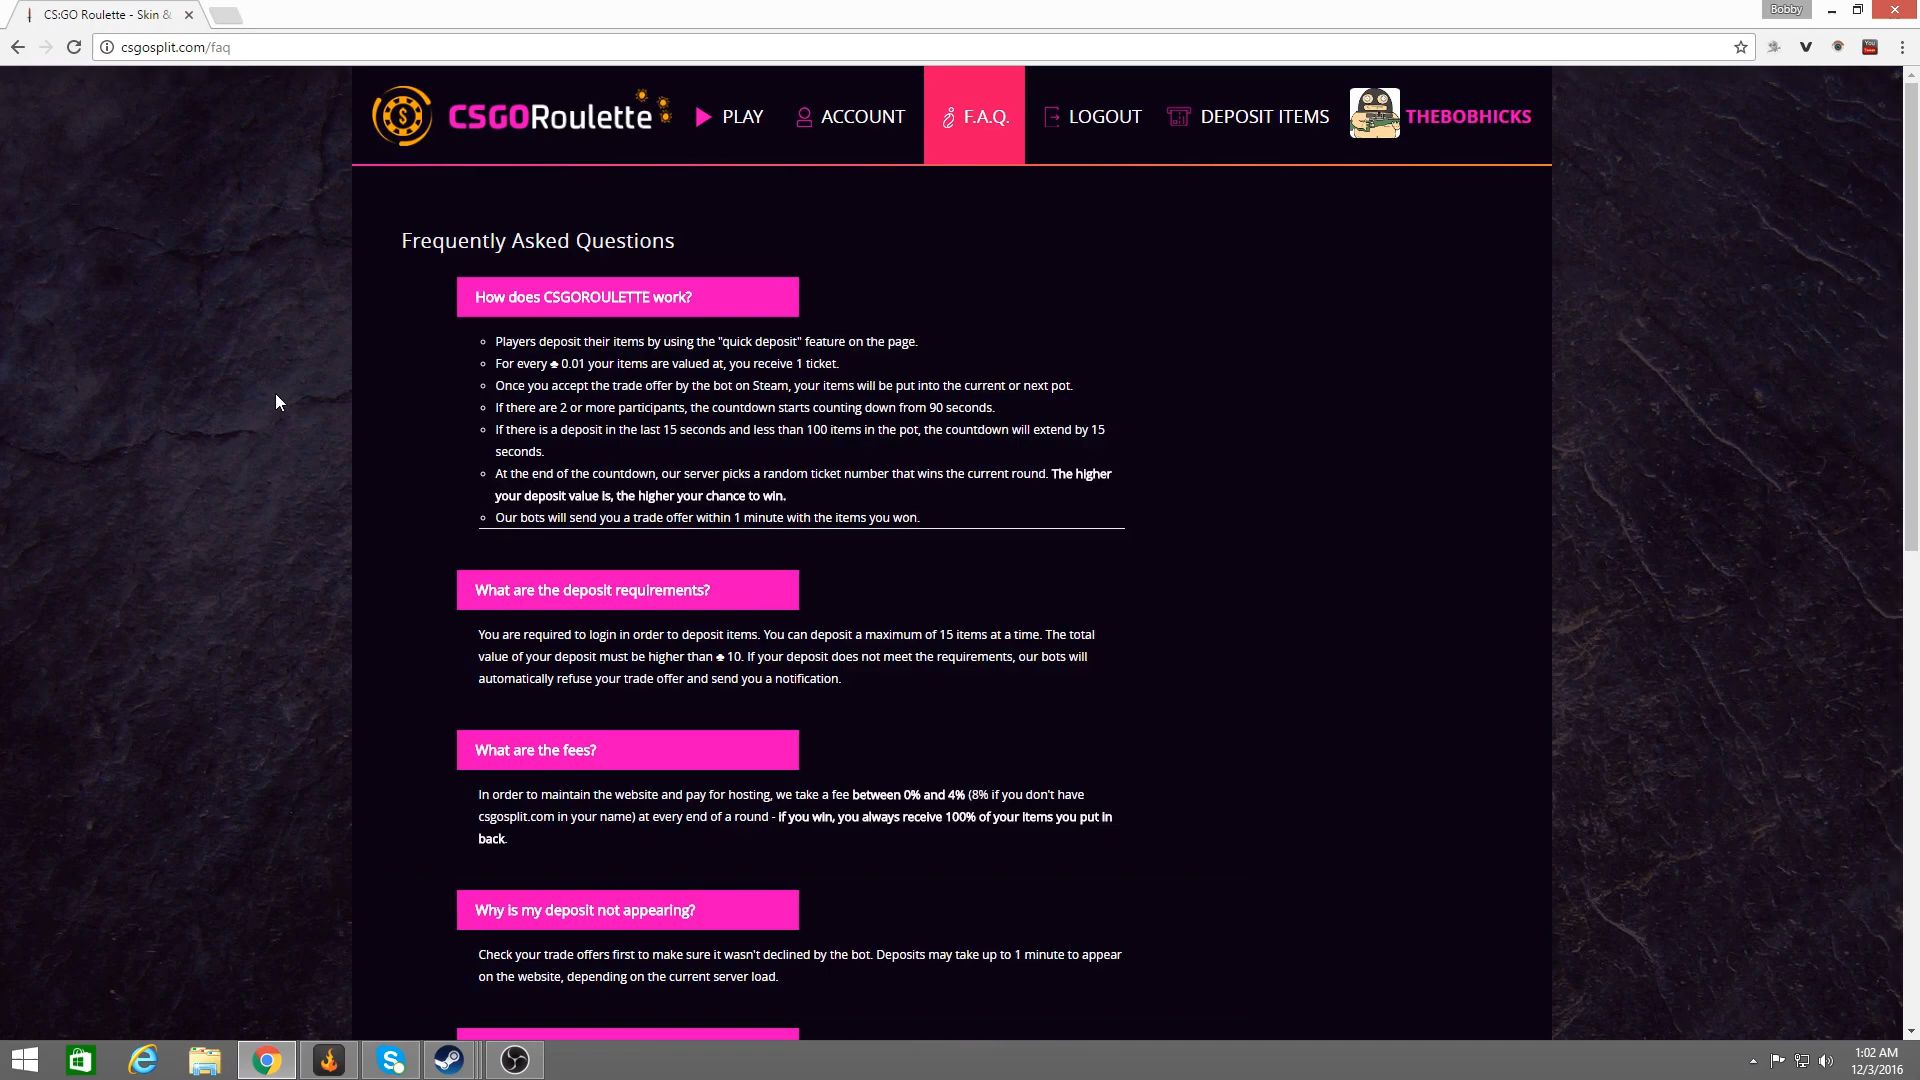 CS:GO Roulette - Skin &
Bobby
csgosplit.com/faq
CSGORoulette
PLAY
ACCOUNT
F.A.Q.
LOGOUT
DEPOSIT ITEMS
THEBOBHICKS
Frequently Asked Questions
How does CSGOROULETTE work?
Players deposit their items by using the "quick deposit" feature on the page.
For every ♣ 0.01 your items are valued at, you receive 1 ticket.
Once you accept the trade offer by the bot on Steam, your items will be put into the current or next pot.
If there are 2 or more participants, the countdown starts counting down from 90 seconds.
If there is a deposit in the last 15 seconds and less than 100 items in the pot, the countdown will extend by 15
seconds.
At the end of the countdown, our server picks a random ticket number that wins the current round. The higher
your deposit value is, the higher your chance to win.
Our bots will send you a trade offer within 1 minute with the items you won.
What are the deposit requirements?
You are required to login in order to deposit items. You can deposit a maximum of 15 items at a time. The total
value of your deposit must be higher than ♣ 10. If your deposit does not meet the requirements, our bots will
automatically refuse your trade offer and send you a notification.
What are the fees?
In order to maintain the website and pay for hosting, we take a fee between 0% and 4% (8% if you don't have
csgosplit.com in your name) at every end of a round - if you win, you always receive 100% of your items you put in
back.
Why is my deposit not appearing?
Check your trade offers first to make sure it wasn't declined by the bot. Deposits may take up to 1 minute to appear
on the website, depending on the current server load.
1:02 AM
12/3/2016